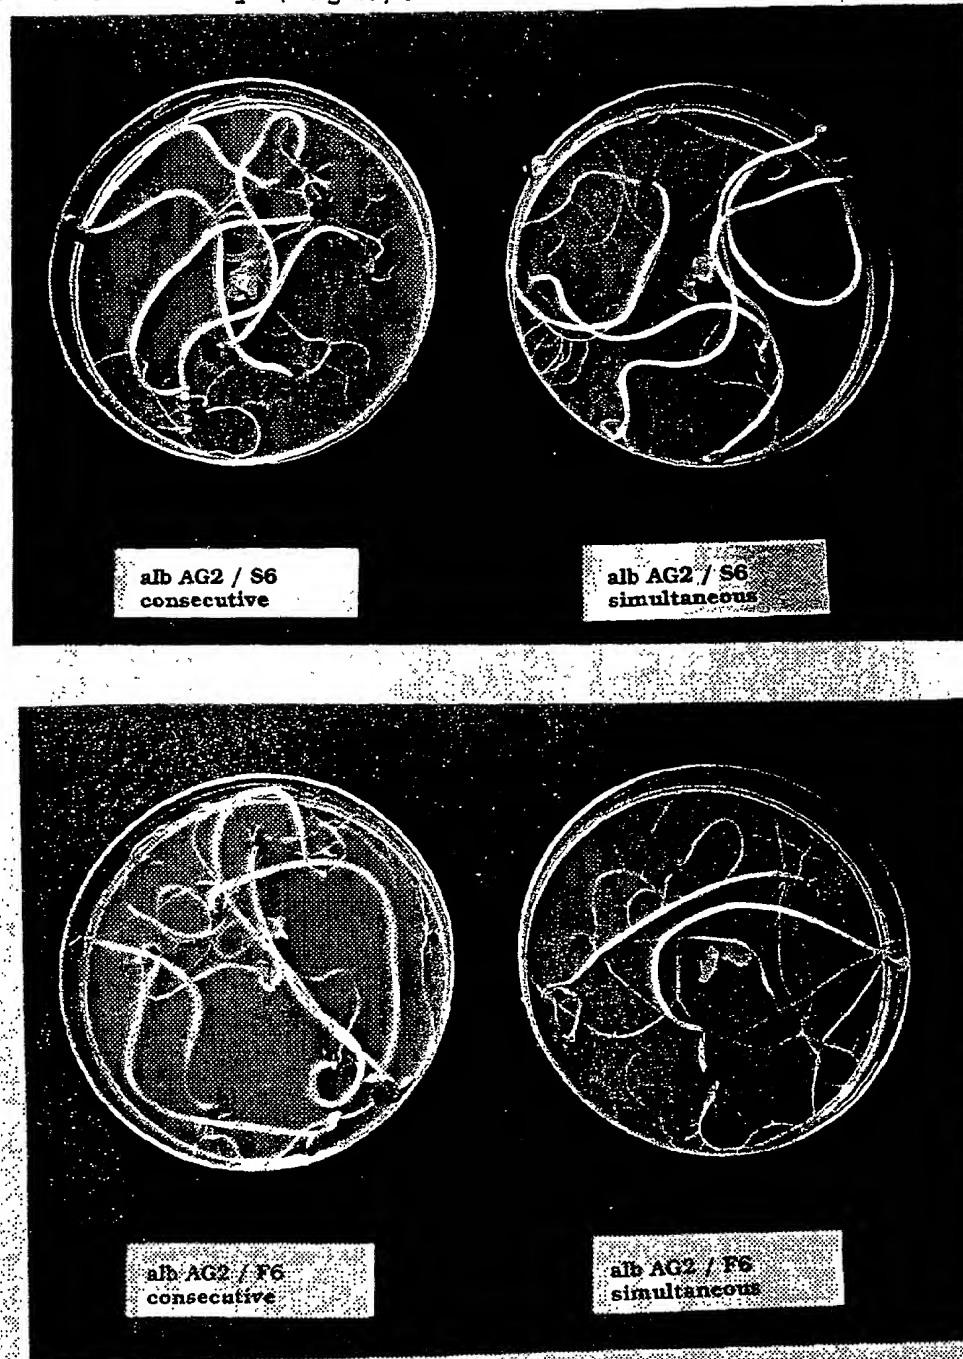 alb AG2 / S6
consecutive
alb AG2 / S6
simultaneous
alb AG2 / F6
consecutive
alb AG2 / F6
simultaneous